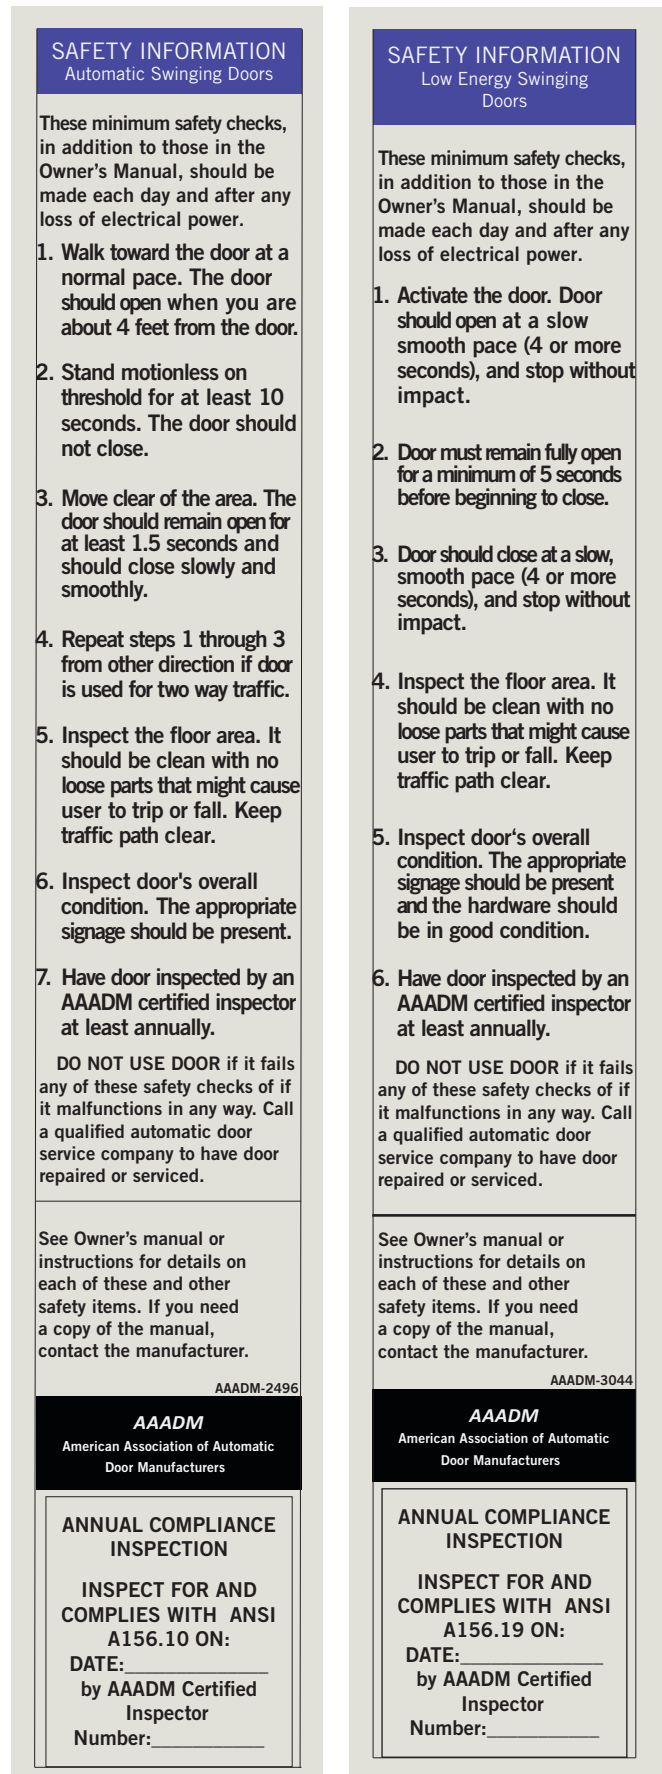 SAFETY INFORMATION
Automatic Swinging Doors
These minimum safety checks,
in addition to those in the
Owner’s Manual, should be
made each day and after any
loss of electrical power.
1. Walk toward the door at a
normal pace. The door
should open when you are
about 4 feet from the door.
2. Stand motionless on
threshold for at least 10
seconds. The door should
not close.
3. Move clear of the area. The
door should remain open for
at least 1.5 seconds and
should close slowly and
smoothly.
4. Repeat steps 1 through 3
from other direction if door
is used for two way traffic.
5. Inspect the floor area. It
should be clean with no
loose parts that might cause
user to trip or fall. Keep
traffic path clear.
6. Inspect door's overall
condition. The appropriate
signage should be present.
7. Have door inspected by an
AAADM certified inspector
at least annually.
DO NOT USE DOOR if it fails
any of these safety checks of if
it malfunctions in any way. Call
a qualified automatic door
service company to have door
repaired or serviced.
See Owner’s manual or
instructions for details on
each of these and other
safety items. If you need
a copy of the manual,
contact the manufacturer.
AAADM-2496
AAADM
American Association of Automatic
Door Manufacturers
ANNUAL COMPLIANCE
INSPECTION
INSPECT FOR AND
COMPLIES WITH ANSI
A156.10 ON:
DATE:______________
by AAADM Certified
Inspector
Number:___________
SAFETY INFORMATION
Low Energy Swinging
Doors
These minimum safety checks,
in addition to those in the
Owner’s Manual, should be
made each day and after any
loss of electrical power.
1. Activate the door. Door
should open at a slow
smooth pace (4 or more
seconds), and stop without
impact.
2. Door must remain fully open
for a minimum of 5 seconds
before beginning to close.
3. Door should close at a slow,
smooth pace (4 or more
seconds), and stop without
impact.
4. Inspect the floor area. It
should be clean with no
loose parts that might cause
user to trip or fall. Keep
traffic path clear.
5. Inspect door‘s overall
condition. The appropriate
signage should be present
and the hardware should
be in good condition.
6. Have door inspected by an
AAADM certified inspector
at least annually.
DO NOT USE DOOR if it fails
any of these safety checks of if
it malfunctions in any way. Call
a qualified automatic door
service company to have door
repaired or serviced.
See Owner’s manual or
instructions for details on
each of these and other
safety items. If you need
a copy of the manual,
contact the manufacturer.
AAADM-3044
AAADM
American Association of Automatic
Door Manufacturers
ANNUAL COMPLIANCE
INSPECTION
INSPECT FOR AND
COMPLIES WITH ANSI
A156.19 ON:
DATE:______________
by AAADM Certified
Inspector
Number:___________